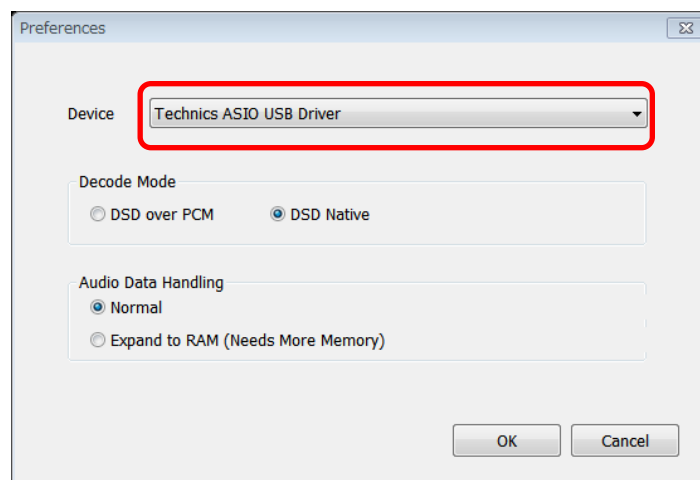 Preferences
Device Technics ASIO USB Driver
Decode Mode
DSD over PCM DSD Native
Audio Data Handling
Normal
Expand to RAM (Needs More Memory)
OK Cancel